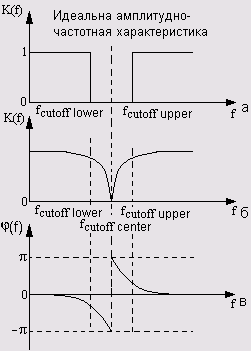 K(f)
Идеальна амплитудно-
частотная характеристика
1
0
fcutoff lower fcutoff upper f а
K(f)
0
fcutoff lower fcutoff upper f б
fcutoff center
φ(f)
π
0
f в
-π